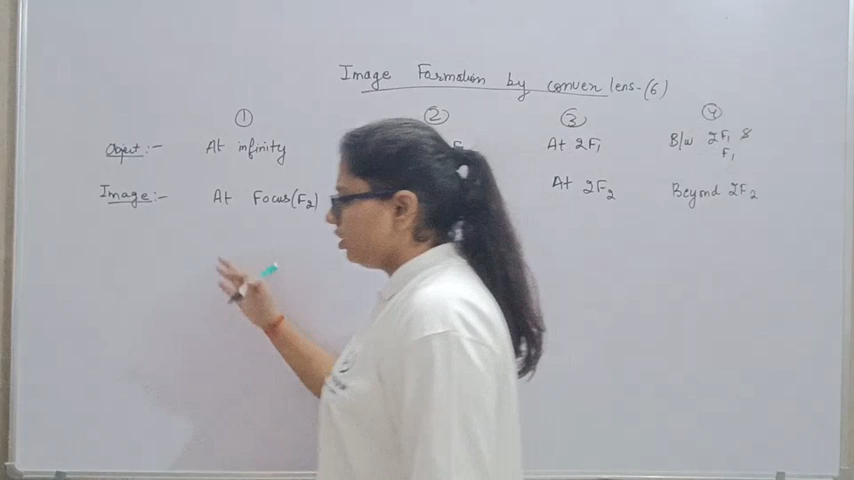 Image Formation by convex lens-(6)
① ② ③ ④
Object:- At infinity At 2F1 B/w 2F1 &
F1
Image:- At Focus(F2) At 2F2 Beyond 2F2